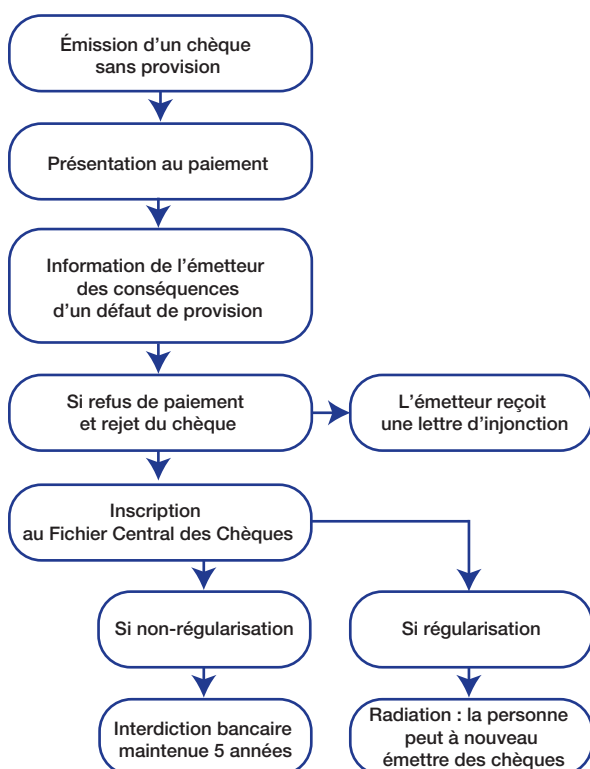 Émission d’un chèque
sans provision
Présentation au paiement
Information de l’émetteur
des conséquences
d’un défaut de provision
Si refus de paiement
et rejet du chèque
L’émetteur reçoit
une lettre d’injonction
Inscription
au Fichier Central des Chèques
Si non-régularisation
Si régularisation
Interdiction bancaire
maintenue 5 années
Radiation : la personne
peut à nouveau
émettre des chèques